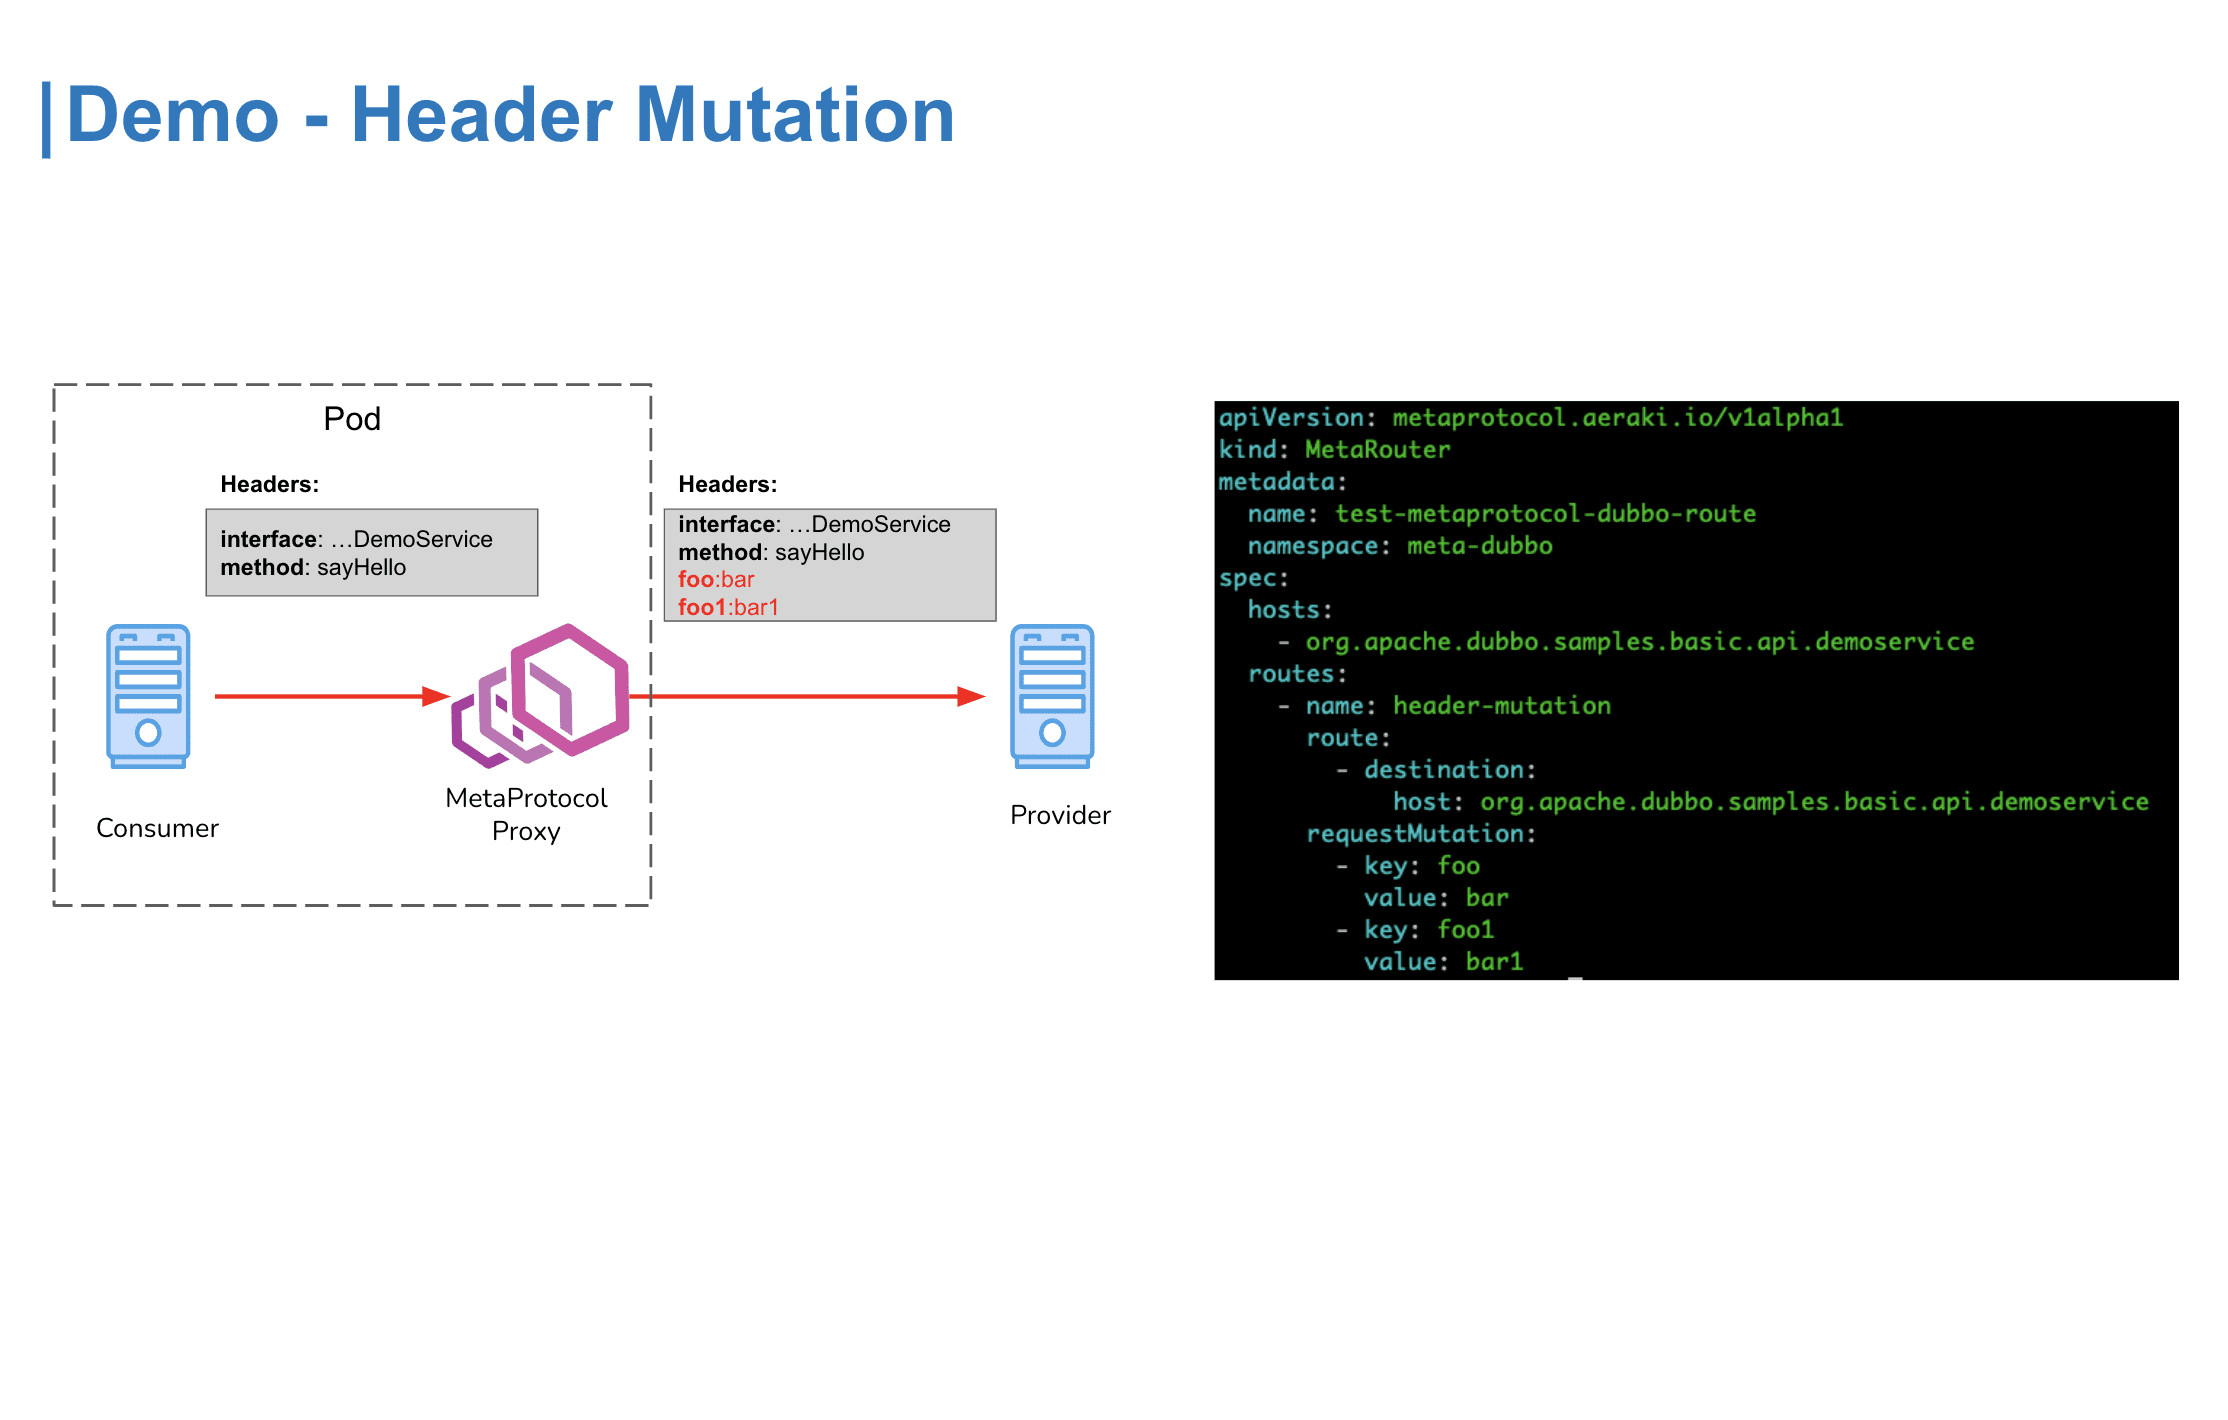 Demo - Header Mutation
Pod
Headers:
interface: …DemoService
method: sayHello
Headers:
interface: …DemoService
method: sayHello
foo:bar
foo1:bar1
Consumer
MetaProtocol
Proxy
Provider
apiVersion: metaprotocol.aeraki.io/v1alpha1
kind: MetaRouter
metadata:
  name: test-metaprotocol-dubbo-route
  namespace: meta-dubbo
spec:
  hosts:
    - org.apache.dubbo.samples.basic.api.demoservice
  routes:
    - name: header-mutation
      route:
        - destination:
            host: org.apache.dubbo.samples.basic.api.demoservice
      requestMutation:
        - key: foo
          value: bar
        - key: foo1
          value: bar1